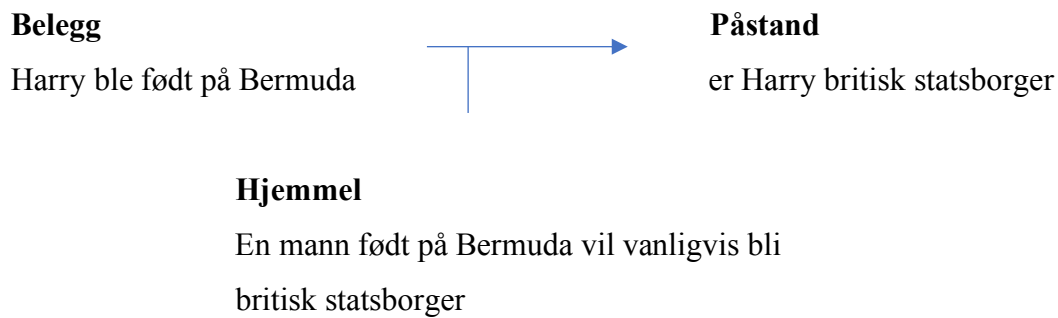 Belegg
Påstand
Harry ble født på Bermuda
er Harry britisk statsborger
Hjemmel
En mann født på Bermuda vil vanligvis bli
britisk statsborger